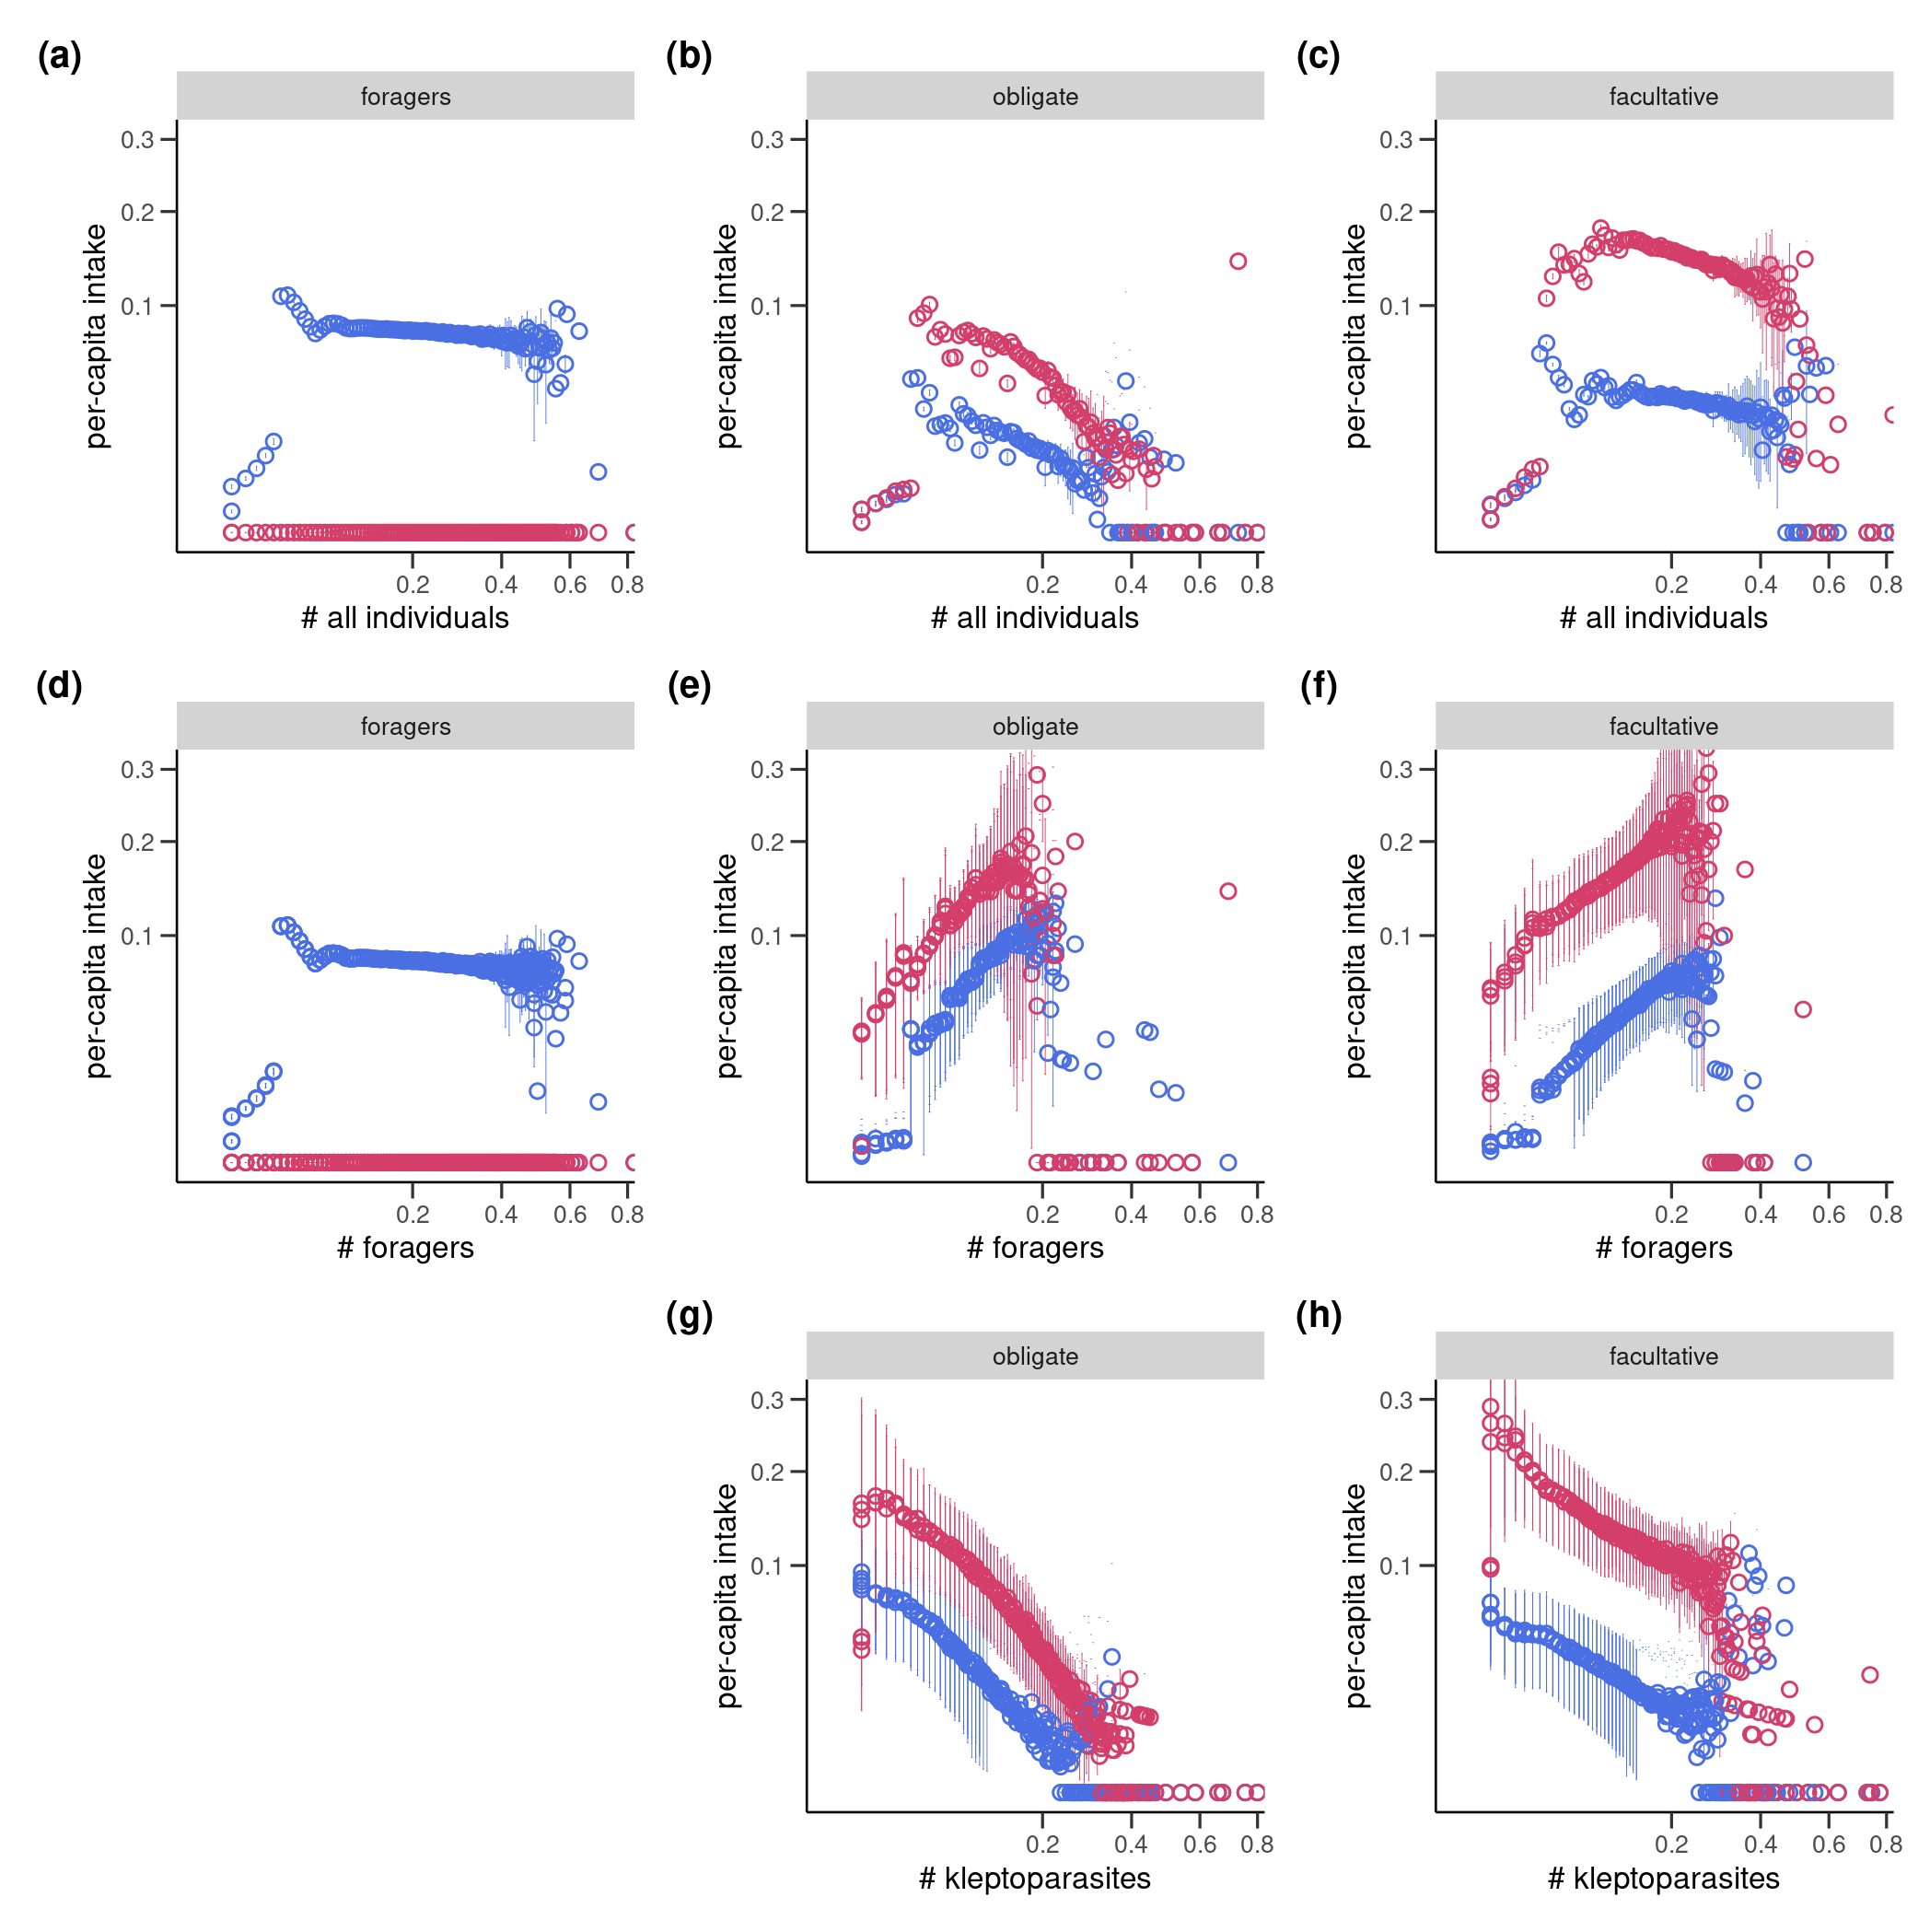 (a)
(b)
(c)
foragers
obligate
facultative
per-capita intake
0.3
0.2
0.1
per-capita intake
0.3
0.2
0.1
per-capita intake
0.3
0.2
0.1
0.2 0.4 0.6 0.8
0.2 0.4 0.6 0.8
0.2 0.4 0.6 0.8
# all individuals
# all individuals
# all individuals
(d)
(e)
(f)
foragers
obligate
facultative
per-capita intake
0.3
0.2
0.1
per-capita intake
0.3
0.2
0.1
per-capita intake
0.3
0.2
0.1
0.2 0.4 0.6 0.8
0.2 0.4 0.6 0.8
0.2 0.4 0.6 0.8
# foragers
# foragers
# foragers
(g)
(h)
obligate
facultative
per-capita intake
0.3
0.2
0.1
per-capita intake
0.3
0.2
0.1
0.2 0.4 0.6 0.8
0.2 0.4 0.6 0.8
# kleptoparasites
# kleptoparasites